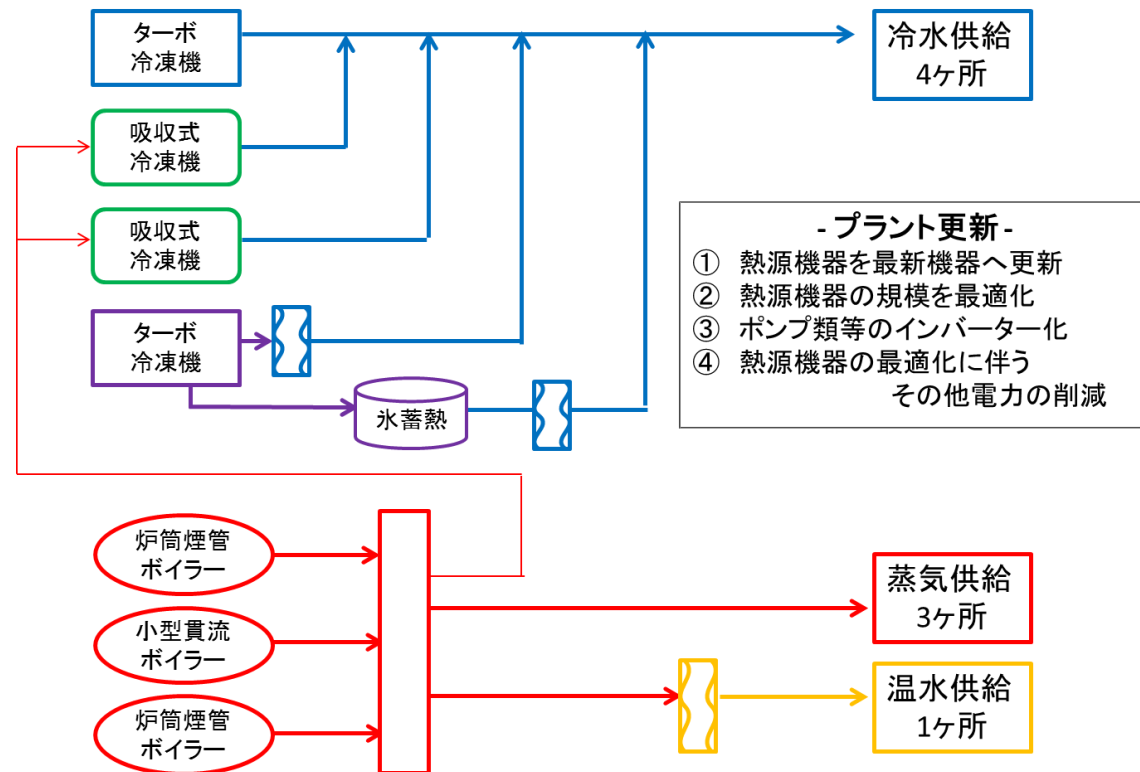 ターボ
冷凍機
冷水供給
4ヶ所
吸収式
冷凍機
吸収式
冷凍機
- プラント更新 -
① 熱源機器を最新機器へ更新
② 熱源機器の規模を最適化
③ ポンプ類等のインバーター化
④ 熱源機器の最適化に伴う
その他電力の削減
ターボ
冷凍機
氷蓄熱
炉筒煙管
ボイラー
小型貫流
ボイラー
炉筒煙管
ボイラー
蒸気供給
3ヶ所
温水供給
1ヶ所